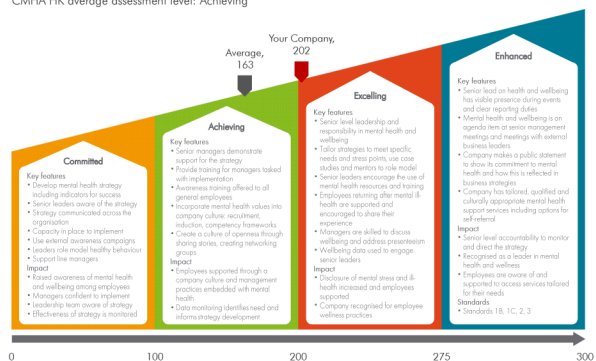 CMHA HK average assessment level: Achieving
Your Company,
202
Average,
163
Committed
Key features
• Develop mental health strategy
including indicators for success
• Senior leaders aware of the strategy
• Strategy communicated across the
organisation
• Capacity in place to implement
• Use external awareness campaigns
• Leaders role model healthy behaviour
• Support line managers
Impact
• Raised awareness of mental health
and wellbeing among employees
• Managers confident to implement
• Leadership team aware of strategy
• Effectiveness of strategy is monitored
Achieving
Key features
• Senior managers demonstrate
support for the strategy
• Provide training for managers tasked
with implementation
• Awareness training offered to all
general employees
• Incorporate mental health values into
company culture: recruitment,
induction, competency frameworks
• Create a culture of openness through
sharing stories, creating networking
groups
Impact
• Employees supported through a
company culture and management
practices embedded with mental
health
• Data monitoring identifies need and
informs strategy development
Excelling
Key features
• Senior level leadership and
responsibility in mental health and
wellbeing
• Tailor strategies to meet specific
needs and stress points, use case
studies and mentors to role model
• Senior leaders encourage the use of
mental health resources and training
• Employees returning after mental ill-
health are supported and
encouraged to share their
experience
• Managers are skilled to discuss
wellbeing and address presenteeism
• Wellbeing data used to engage
senior leaders
Impact
• Disclosure of mental stress and ill-
health increased and employees
supported
• Company recognised for employee
wellness practices
Enhanced
Key features
• Senior lead on health and wellbeing
has visible presence during events
and clear reporting duties
• Mental health and wellbeing is an
agenda item at senior management
meetings and meetings with external
business leaders
• Company makes a public statement
to show its commitment to mental
health and how this is reflected in
business strategies
• Company has tailored, qualified and
culturally appropriate mental health
support services including options for
self-referral
Impact
• Senior level accountability to monitor
and direct the strategy
• Recognised as a leader in mental
health and wellness
• Employees are aware of and
supported to access services tailored
for their needs
Standards
• Standards 1B, 1C, 2, 3
0 100 200 275 300